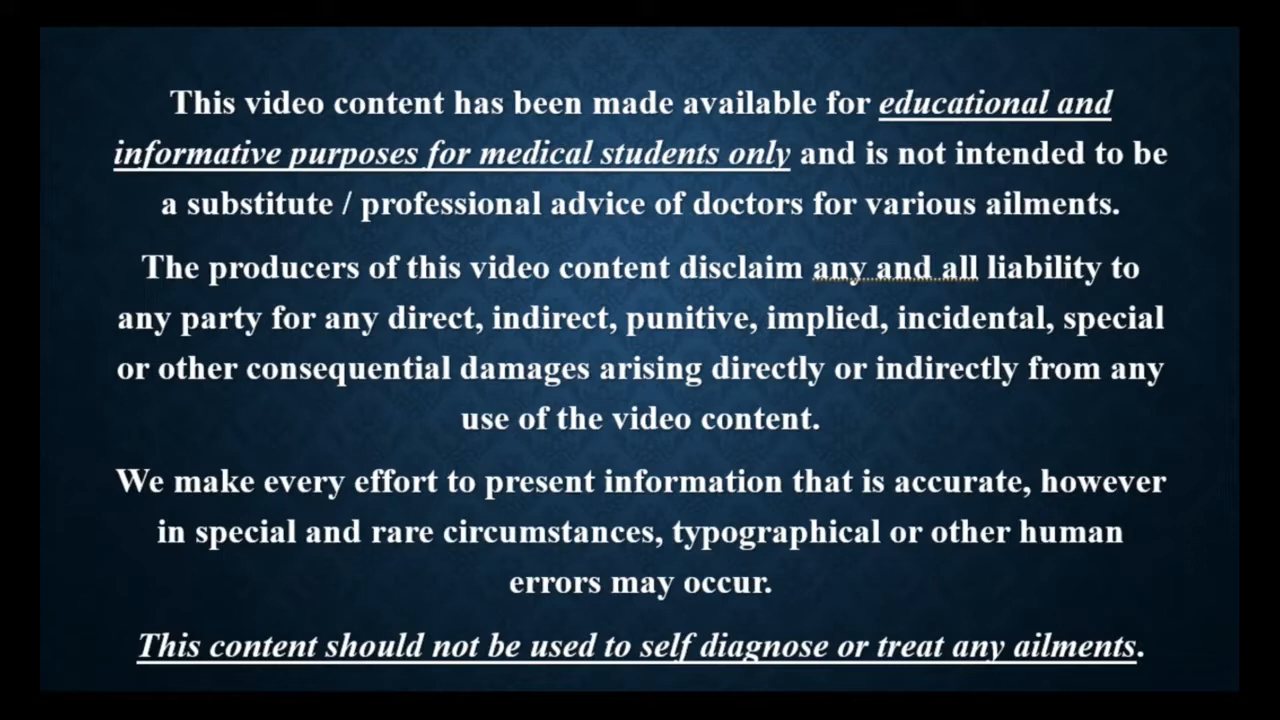 This video content has been made available for educational and
informative purposes for medical students only and is not intended to be
a substitute / professional advice of doctors for various ailments.
The producers of this video content disclaim any and all liability to
any party for any direct, indirect, punitive, implied, incidental, special
or other consequential damages arising directly or indirectly from any
use of the video content.
We make every effort to present information that is accurate, however
in special and rare circumstances, typographical or other human
errors may occur.
This content should not be used to self diagnose or treat any ailments.